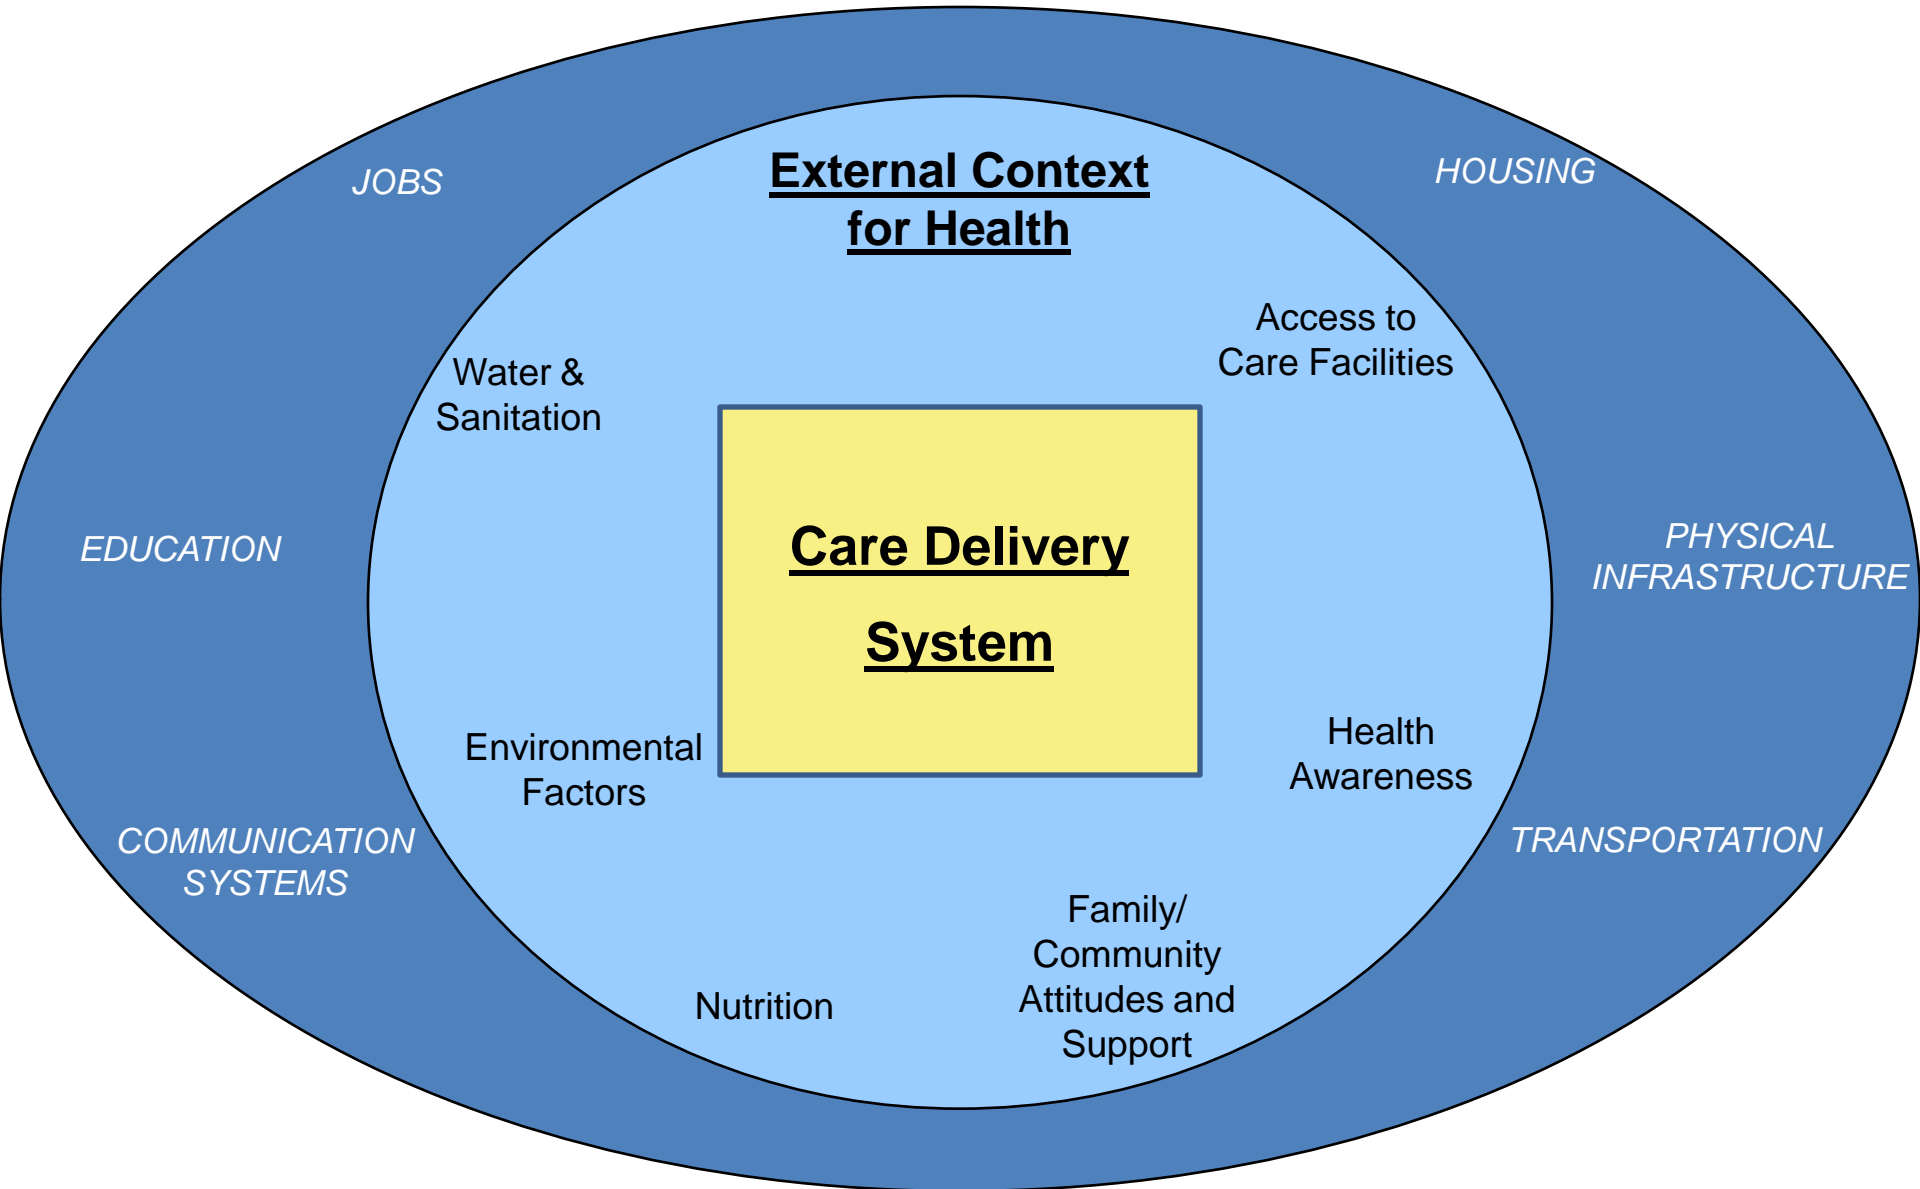 External Context
for Health
JOBS
HOUSING
Access to
Care Facilities
Water &
Sanitation
Care Delivery
System
EDUCATION
PHYSICAL
INFRASTRUCTURE
Environmental
Factors
Health
Awareness
COMMUNICATION
SYSTEMS
TRANSPORTATION
Nutrition
Family/
Community
Attitudes and
Support